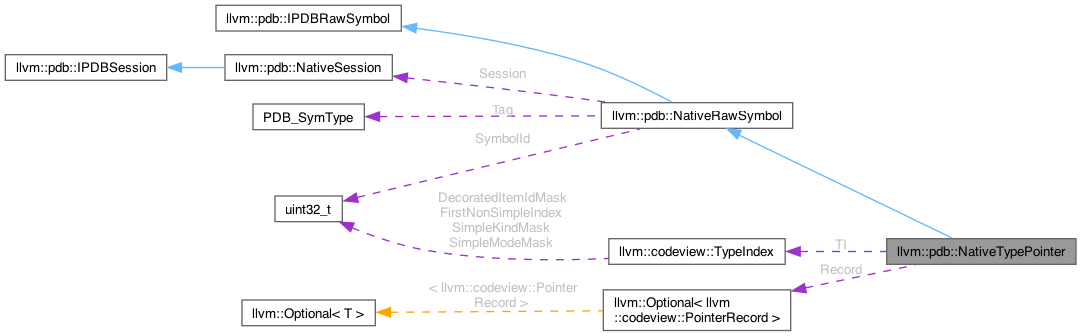 llvm::pdb::IPDBRawSymbol
llvm::pdb::IPDBSession
llvm::pdb::NativeSession
Session
PDB_SymType
Tag
llvm::pdb::NativeRawSymbol
SymbolId
uint32_t
DecoratedItemIdMask
FirstNonSimpleIndex
SimpleKindMask
SimpleModeMask
llvm::codeview::TypeIndex
TI
llvm::pdb::NativeTypePointer
Record
llvm::Optional< T >
< llvm::codeview::Pointer
Record >
llvm::Optional< llvm
::codeview::PointerRecord >